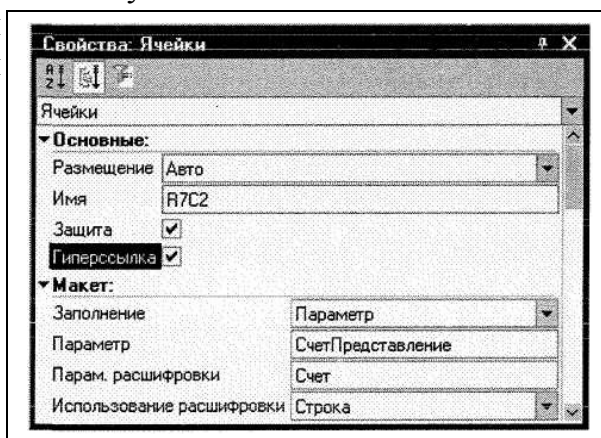 Свойства: Ячейки
Ячейки
Основные:
Размещение Авто
Имя R7C2
Защита
Гиперссылка
Макет:
Заполнение Параметр
Параметр СчетПредставление
Парам. расшифровки Счет
Использование расшифровки Строка